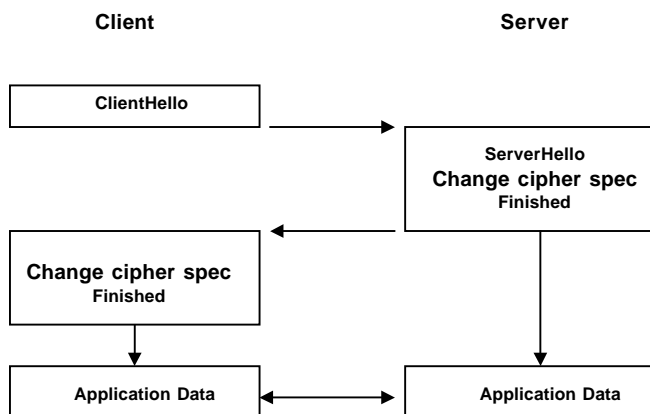 Client
Server
ClientHello
ServerHello
Change cipher spec
Finished
Change cipher spec
Finished
Application Data
Application Data